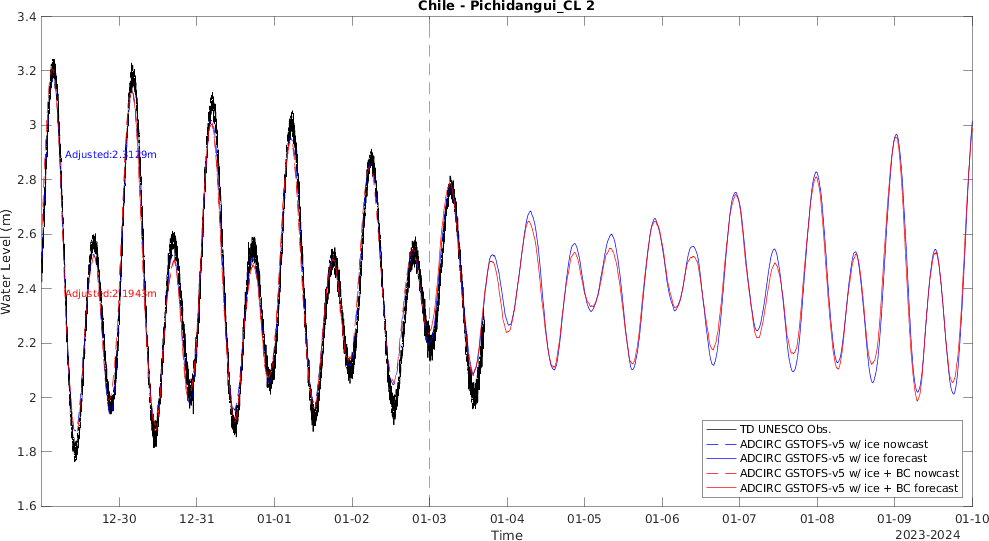 Chile - Pichidangui_CL 2
3.4
3.2
3
2.8
2.6
2.4
2.2
2
1.8
1.6
Water Level (m)
Adjusted:2.3129m
Adjusted:2.1943m
TD UNESCO Obs.
ADCIRC GSTOFS-v5 w/ ice nowcast
ADCIRC GSTOFS-v5 w/ ice forecast
ADCIRC GSTOFS-v5 w/ ice + BC nowcast
ADCIRC GSTOFS-v5 w/ ice + BC forecast
12-30 12-31 01-01 01-02 01-03 01-04 01-05 01-06 01-07 01-08 01-09 01-10
Time
2023-2024